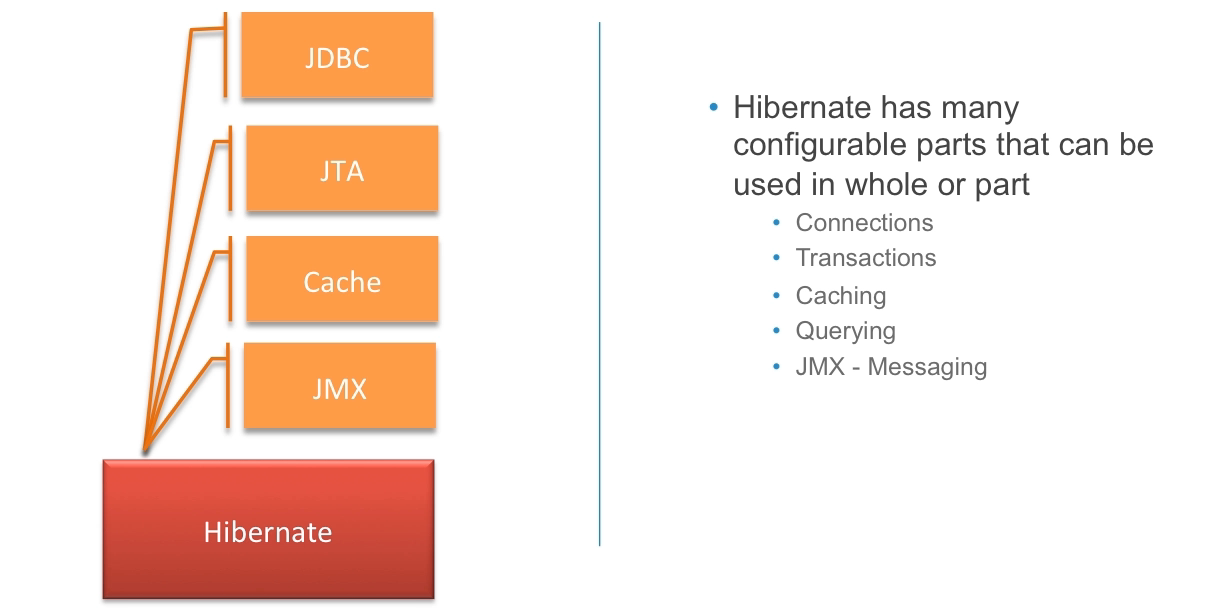 JDBC
JTA
Cache
JMX
Hibernate
• Hibernate has many
configurable parts that can be
used in whole or part
• Connections
• Transactions
• Caching
• Querying
• JMX - Messaging